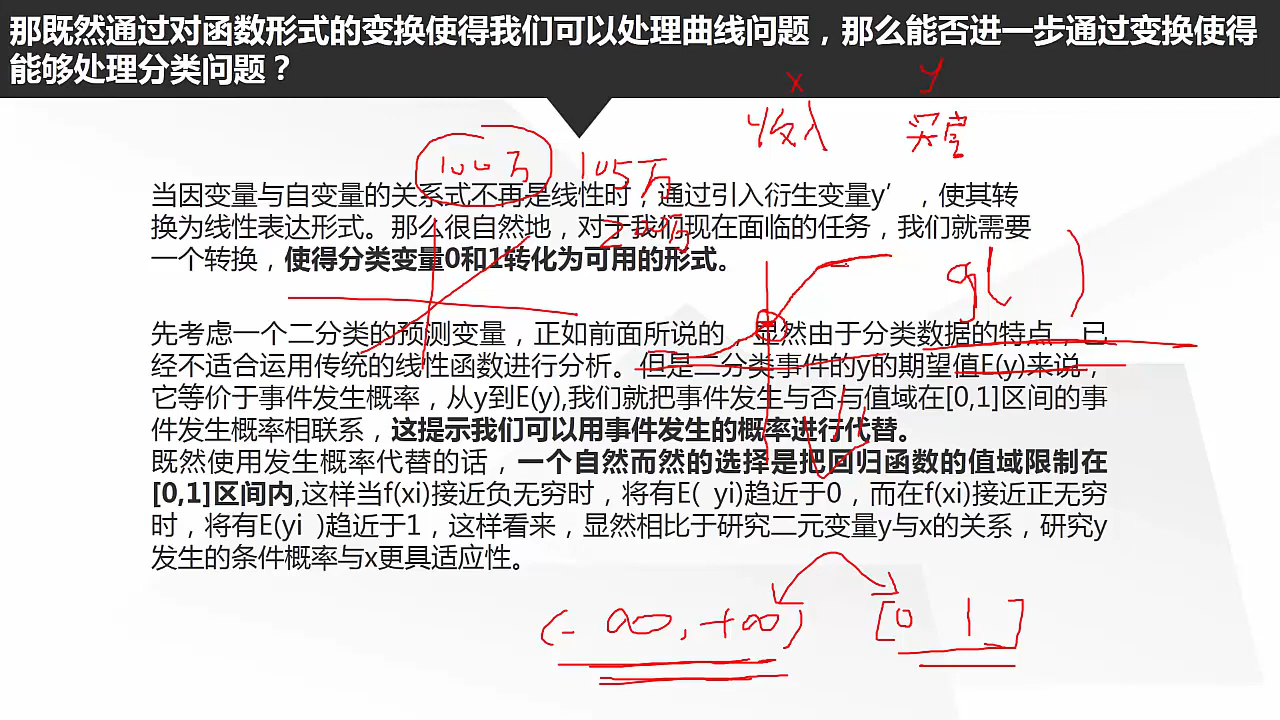 那既然通过对函数形式的变换使得我们可以处理曲线问题，那么能否进一步通过变换使得
能够处理分类问题？
x y
收入 买宝
100万 105万
200万
当因变量与自变量的关系式不再是线性时，通过引入衍生变量y’，使其转
换为线性表达形式。那么很自然地，对于我们现在面临的任务，我们就需要
一个转换，使得分类变量0和1转化为可用的形式。
g( )
先考虑一个二分类的预测变量，正如前面所说的，显然由于分类数据的特点，已
经不适合运用传统的线性函数进行分析。但是二分类事件的y的期望值E(y)来说，
它等价于事件发生概率，从y到E(y),我们就把事件发生与否与值域在[0,1]区间的事
件发生概率相联系，这提示我们可以用事件发生的概率进行代替。
既然使用发生概率代替的话，一个自然而然的选择是把回归函数的值域限制在
[0,1]区间内,这样当f(xi)接近负无穷时，将有E( yi)趋近于0，而在f(xi)接近正无穷
时，将有E(yi )趋近于1，这样看来，显然相比于研究二元变量y与x的关系，研究y
发生的条件概率与x更具适应性。
(-∞,+∞) [0 1]